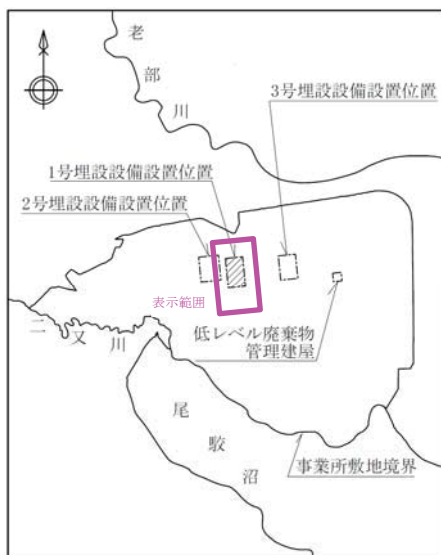 老部川
3号埋設設備設置位置
1号埋設設備設置位置
2号埋設設備設置位置
表示範囲
低レベル廃棄物
管理建屋
二又川
尾駮沼
事業所敷地境界